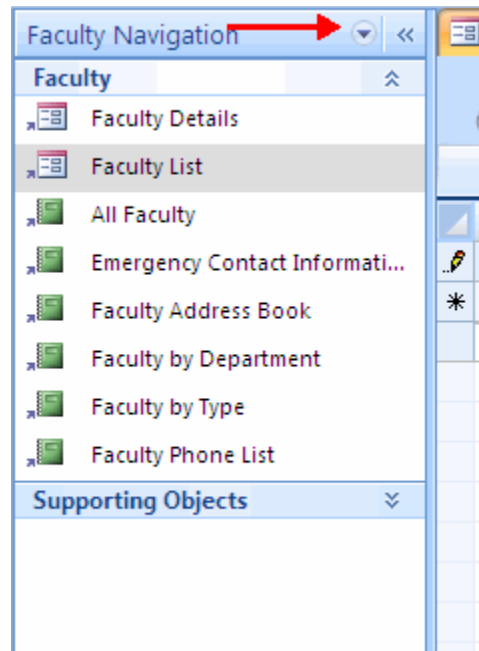 Faculty Navigation
Faculty
Faculty Details
Faculty List
All Faculty
Emergency Contact Informati...
Faculty Address Book
Faculty by Department
Faculty by Type
Faculty Phone List
Supporting Objects